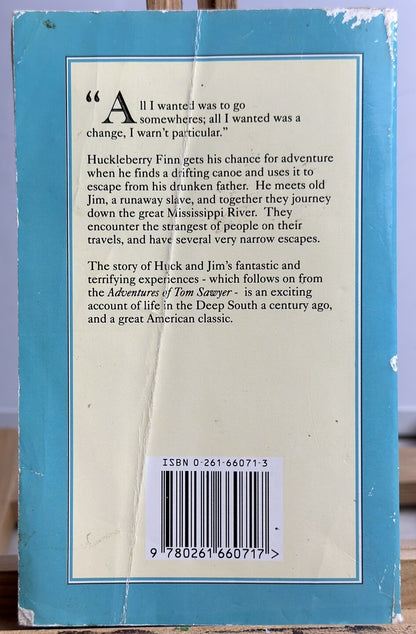 “All I wanted was to go
somewheres; all I wanted was a
change, I warn't particular.”
Huckleberry Finn gets his chance for adventure
when he finds a drifting canoe and uses it to
escape from his drunken father. He meets old
Jim, a runaway slave, and together they journey
down the great Mississippi River. They
encounter the strangest of people on their
travels, and have several very narrow escapes.
The story of Huck and Jim's fantastic and
terrifying experiences - which follows on from
the Adventures of Tom Sawyer - is an exciting
account of life in the Deep South a century ago,
and a great American classic.
ISBN 0-261-66071-3
9 780261 660717 >